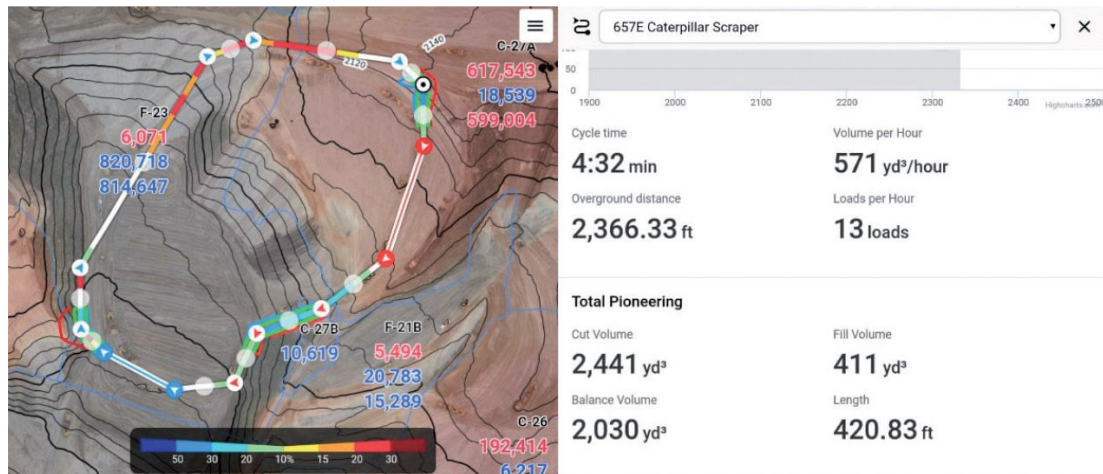 2140
2120
C-27A
617,543
18,539
599,004
F-23
6,071
820,718
814,647
C-27B
10,619
F-21B
5,494
20,783
15,289
C-26
192,414
6,217
50 30 20 10% 15 20 30
657E Caterpillar Scraper
100
50
0
1900 2000 2100 2200 2300 2400 2500
Cycle time
4:32 min
Volume per Hour
571 yd³/hour
Overground distance
2,366.33 ft
Loads per Hour
13 loads
Total Pioneering
Cut Volume
2,441 yd³
Fill Volume
411 yd³
Balance Volume
2,030 yd³
Length
420.83 ft